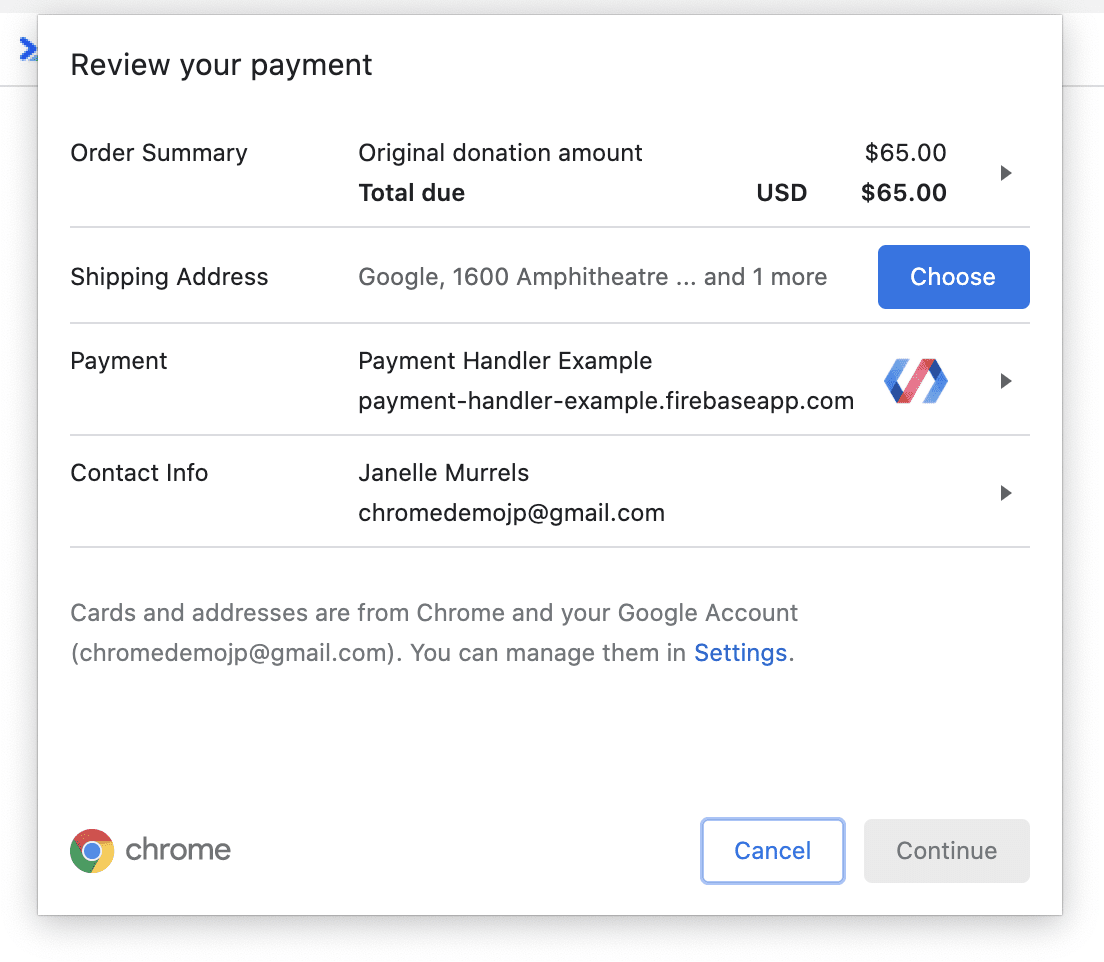 Review your payment
Order Summary Original donation amount $65.00
Total due USD $65.00
Shipping Address Google, 1600 Amphitheatre ... and 1 more Choose
Payment Payment Handler Example
payment-handler-example.firebaseapp.com
Contact Info Janelle Murrels
chromedemojp@gmail.com
Cards and addresses are from Chrome and your Google Account
(chromedemojp@gmail.com). You can manage them in Settings.
chrome Cancel Continue